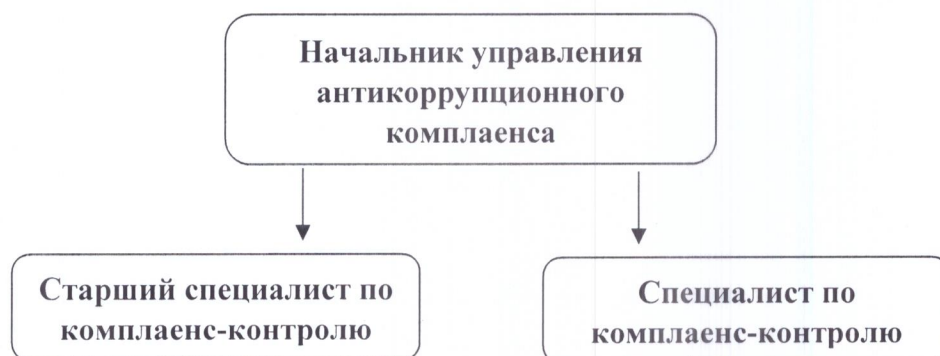 Начальник управления
антикоррупционного
комплаенса
Старший специалист по
комплаенс-контролю
Специалист по
комплаенс-контролю